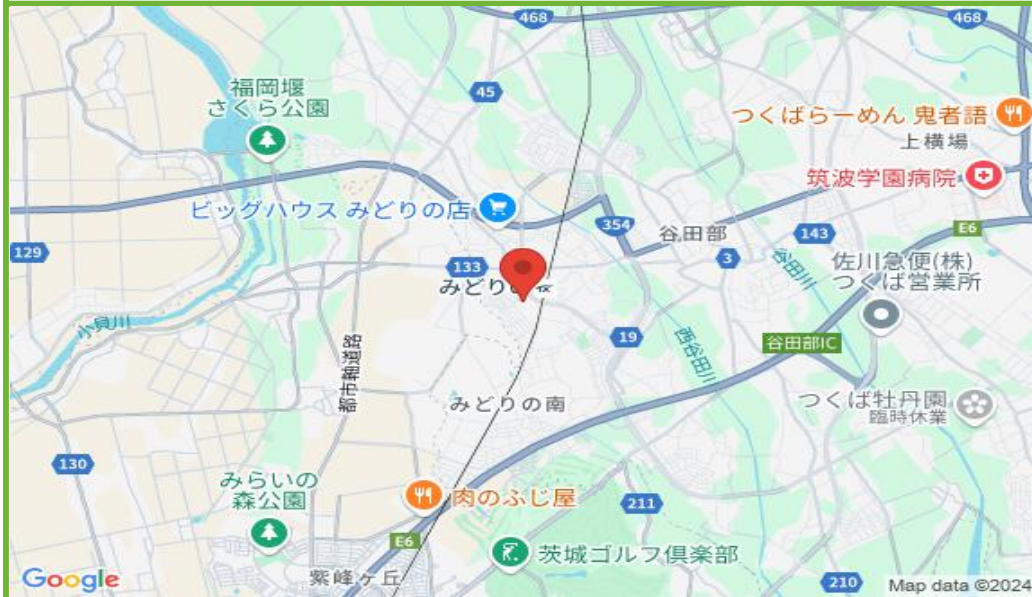 468
468
福岡堰
さくら公園
45
つくばらーめん 鬼者語
上横場
筑波学園病院
ビッグハウス みどりの店
354
谷田部
143
E6
129
133
3
谷田川
佐川急便(株)
つくば営業所
みどりの
小貝川
19
西谷田川
谷田部IC
都市軸道路
みどりの南
つくば牡丹園
臨時休業
130
みらいの
森公園
肉のふじ屋
211
E6
茨城ゴルフ倶楽部
Google
紫峰ヶ丘
210
Map data ©2024